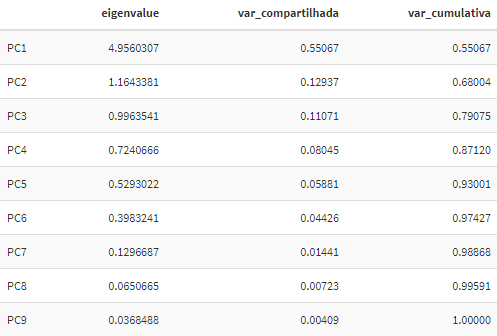 eigenvalue var_compartilhada var_cumulativa
PC1 4.9560307 0.55067 0.55067
PC2 1.1643381 0.12937 0.68004
PC3 0.9963541 0.11071 0.79075
PC4 0.7240666 0.08045 0.87120
PC5 0.5293022 0.05881 0.93001
PC6 0.3983241 0.04426 0.97427
PC7 0.1296687 0.01441 0.98868
PC8 0.0650665 0.00723 0.99591
PC9 0.0368488 0.00409 1.00000